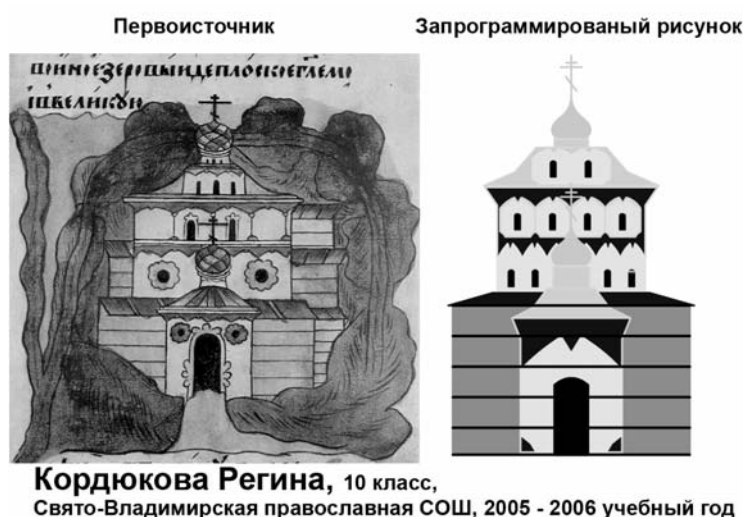 Первоисточник
Запрограммированый рисунок
Кордюкова Регина, 10 класс,
Свято-Владимирская православная СОШ, 2005 - 2006 учебный год